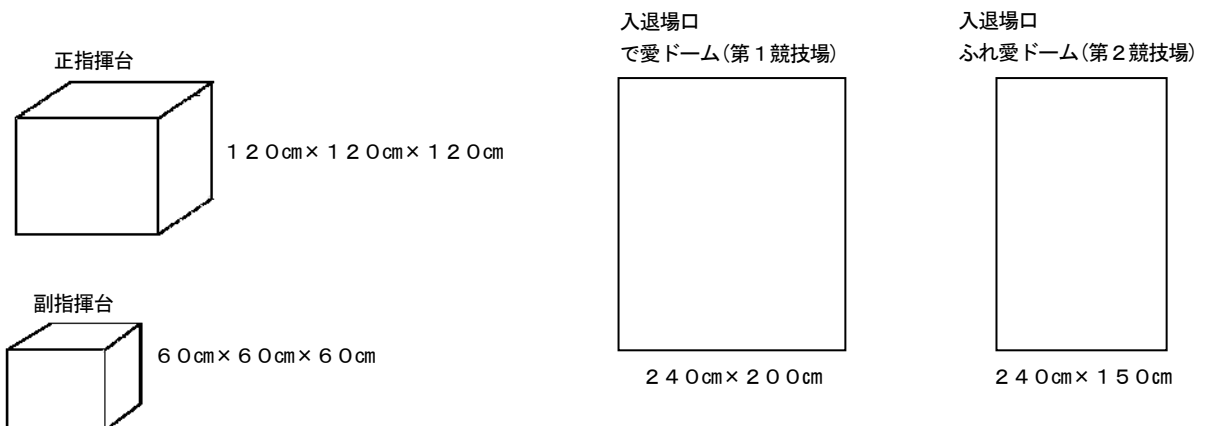 正指揮台
１２０㎝×１２０㎝×１２０㎝
副指揮台
６０㎝×６０㎝×６０㎝
入退場口
で愛ドーム（第１競技場）
２４０㎝×２００㎝
入退場口
ふれ愛ドーム（第２競技場）
２４０㎝×１５０㎝